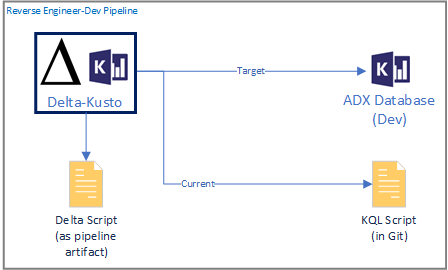 Reverse Engineer-Dev Pipeline
Delta-Kusto
Target
ADX Database
(Dev)
Current
Delta Script
(as pipeline
artifact)
KQL Script
(in Git)